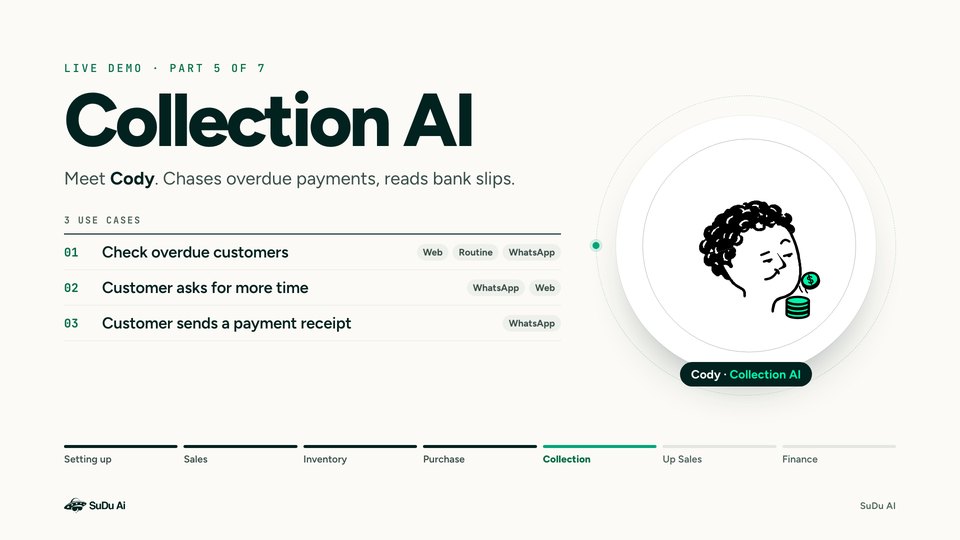 LIVE DEMO · PART 5 OF 7
Collection AI
Meet Cody. Chases overdue payments, reads bank slips.
3 USE CASES
01 Check overdue customers Web Routine WhatsApp
02 Customer asks for more time WhatsApp Web
03 Customer sends a payment receipt WhatsApp
$
Cody · Collection AI
Setting up Sales Inventory Purchase Collection Up Sales Finance
SuDu Ai
SuDu AI